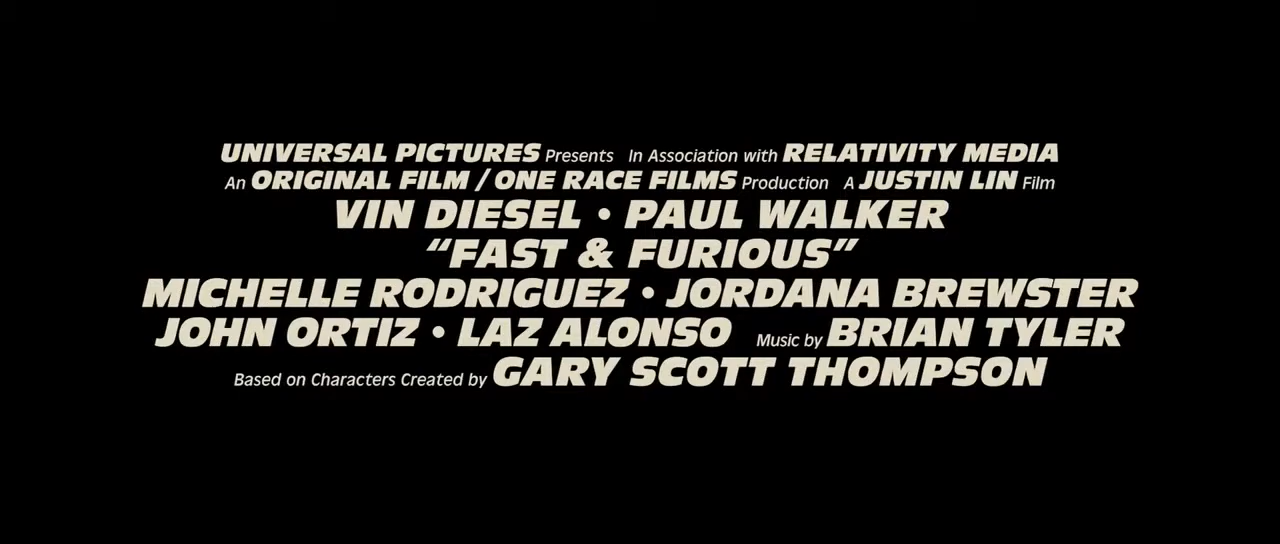 UNIVERSAL PICTURES Presents In Association with RELATIVITY MEDIA
An ORIGINAL FILM / ONE RACE FILMS Production A JUSTIN LIN Film
VIN DIESEL • PAUL WALKER
“FAST & FURIOUS”
MICHELLE RODRIGUEZ • JORDANA BREWSTER
JOHN ORTIZ • LAZ ALONSO Music by BRIAN TYLER
Based on Characters Created by GARY SCOTT THOMPSON